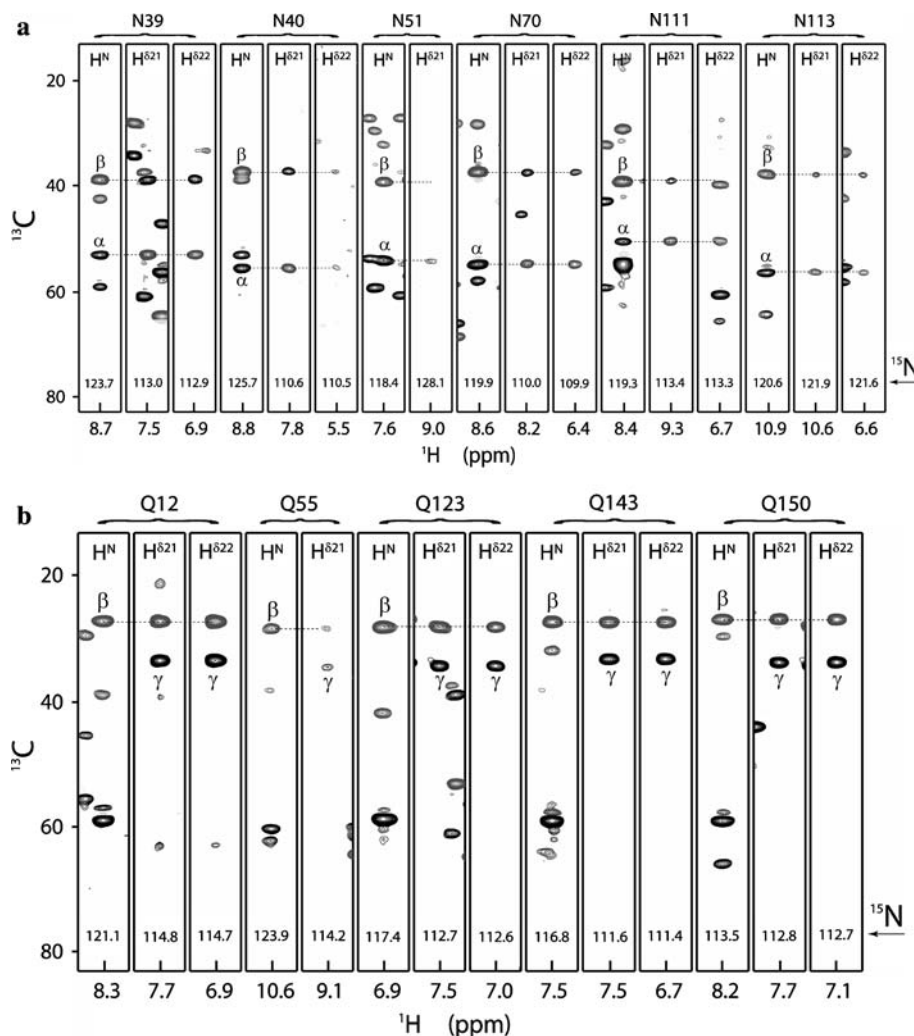 a
N39 N40 N51 N70 N111 N113
Hᴺ Hδ21 Hδ22 Hᴺ Hδ21 Hδ22 Hᴺ Hδ21 Hᴺ Hδ21 Hδ22 Hᴺ Hδ21 Hδ22 Hᴺ Hδ21 Hδ22
20
β β β β β β
40
¹³C
α α α α α α
60
¹⁵N
123.7 113.0 112.9 125.7 110.6 110.5 118.4 128.1 119.9 110.0 109.9 119.3 113.4 113.3 120.6 121.9 121.6
80
8.7 7.5 6.9 8.8 7.8 5.5 7.6 9.0 8.6 8.2 6.4 8.4 9.3 6.7 10.9 10.6 6.6
¹H (ppm)
b
Q12 Q55 Q123 Q143 Q150
Hᴺ Hδ21 Hδ22 Hᴺ Hδ21 Hᴺ Hδ21 Hδ22 Hᴺ Hδ21 Hδ22 Hᴺ Hδ21 Hδ22
20
β β β β β
γ γ γ γ γ γ γ γ γ
40
¹³C
60
¹⁵N
121.1 114.8 114.7 123.9 114.2 117.4 112.7 112.6 116.8 111.6 111.4 113.5 112.8 112.7
80
8.3 7.7 6.9 10.6 9.1 6.9 7.5 7.0 7.5 7.5 6.7 8.2 7.7 7.1
¹H (ppm)